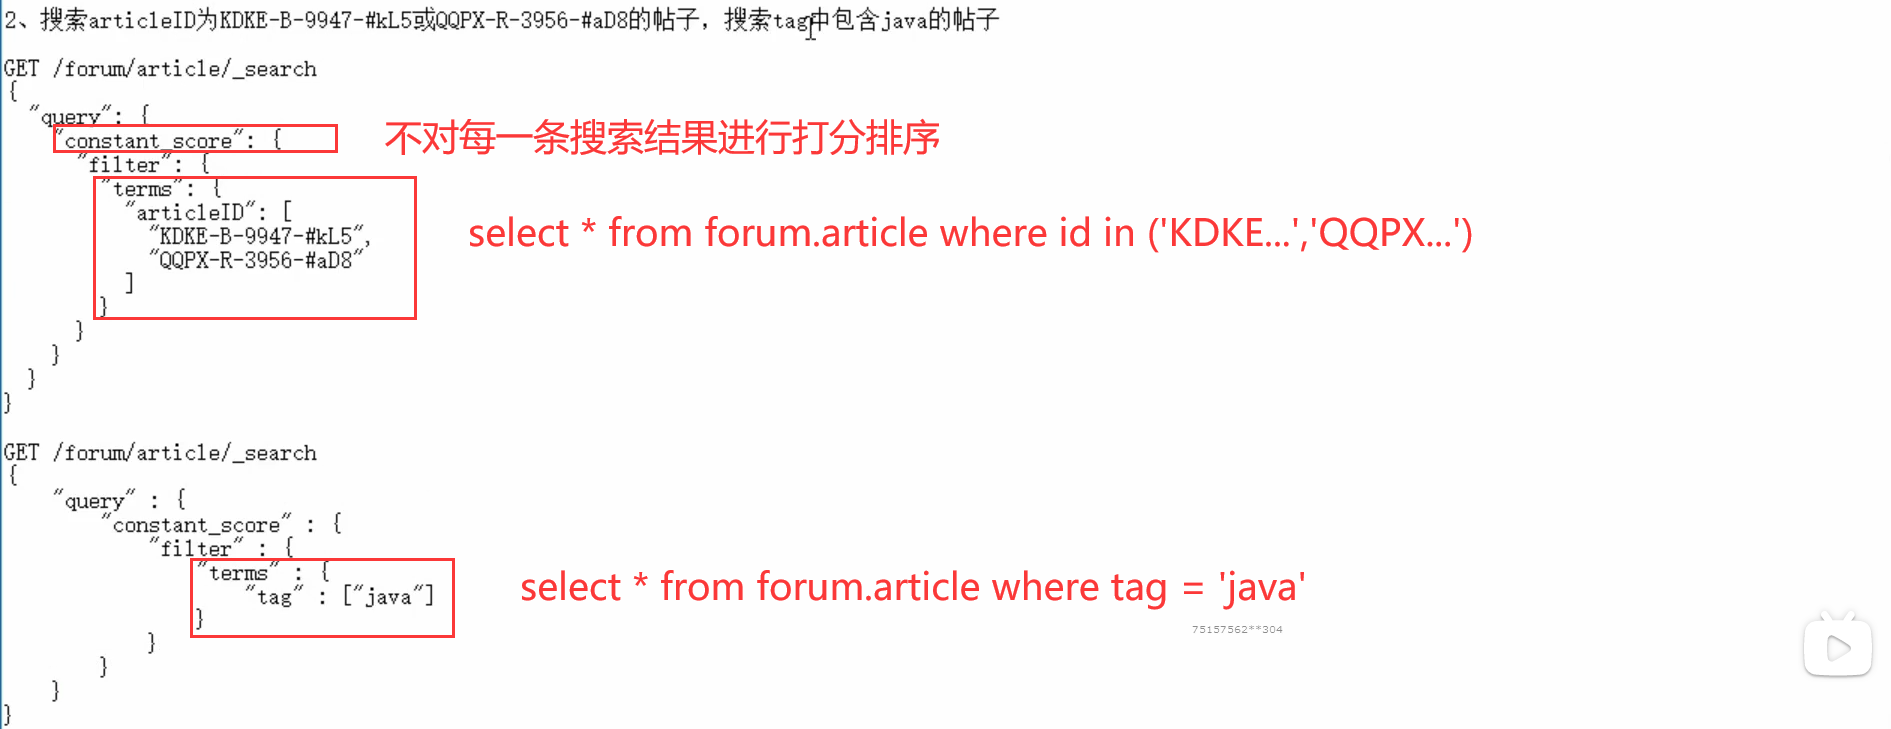 2、搜索articleID为KDKE-B-9947-#kL5或QQPX-R-3956-#aD8的帖子，搜索tag中包含java的帖子
GET /forum/article/_search
{
"query": {
"constant_score": {
不对每一条搜索结果进行打分排序
"filter": {
"terms": {
"articleID": [
"KDKE-B-9947-#kL5",
select * from forum.article where id in ('KDKE...','QQPX...')
"QQPX-R-3956-#aD8"
]
}
}
}
}
}
GET /forum/article/_search
{
"query" : {
"constant_score" : {
"filter" : {
"terms" : {
"tag" : ["java"]
select * from forum.article where tag = 'java'
}
75157562**304
}
}
}
}